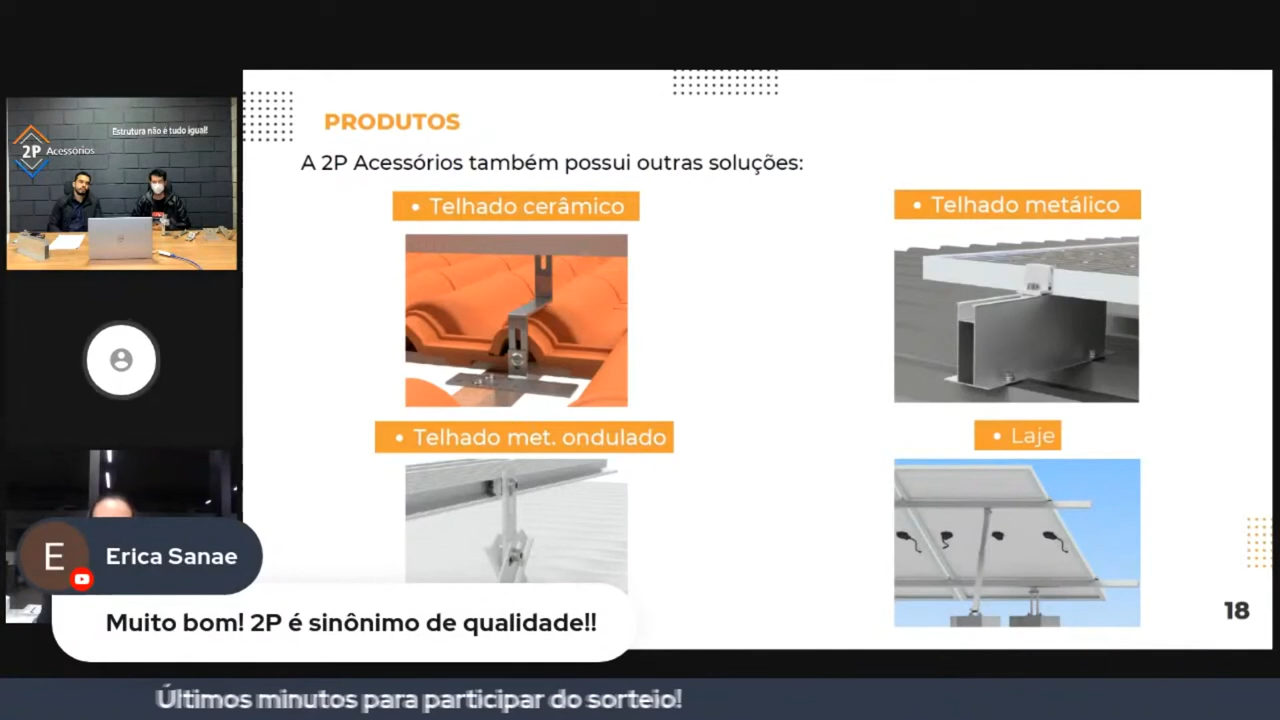 Estrutura não é tudo igual!
2P Acessórios
PRODUTOS
A 2P Acessórios também possui outras soluções:
• Telhado cerâmico
• Telhado metálico
• Telhado met. ondulado
• Laje
E
Erica Sanae
Muito bom! 2P é sinônimo de qualidade!!
18
Últimos minutos para participar do sorteio!